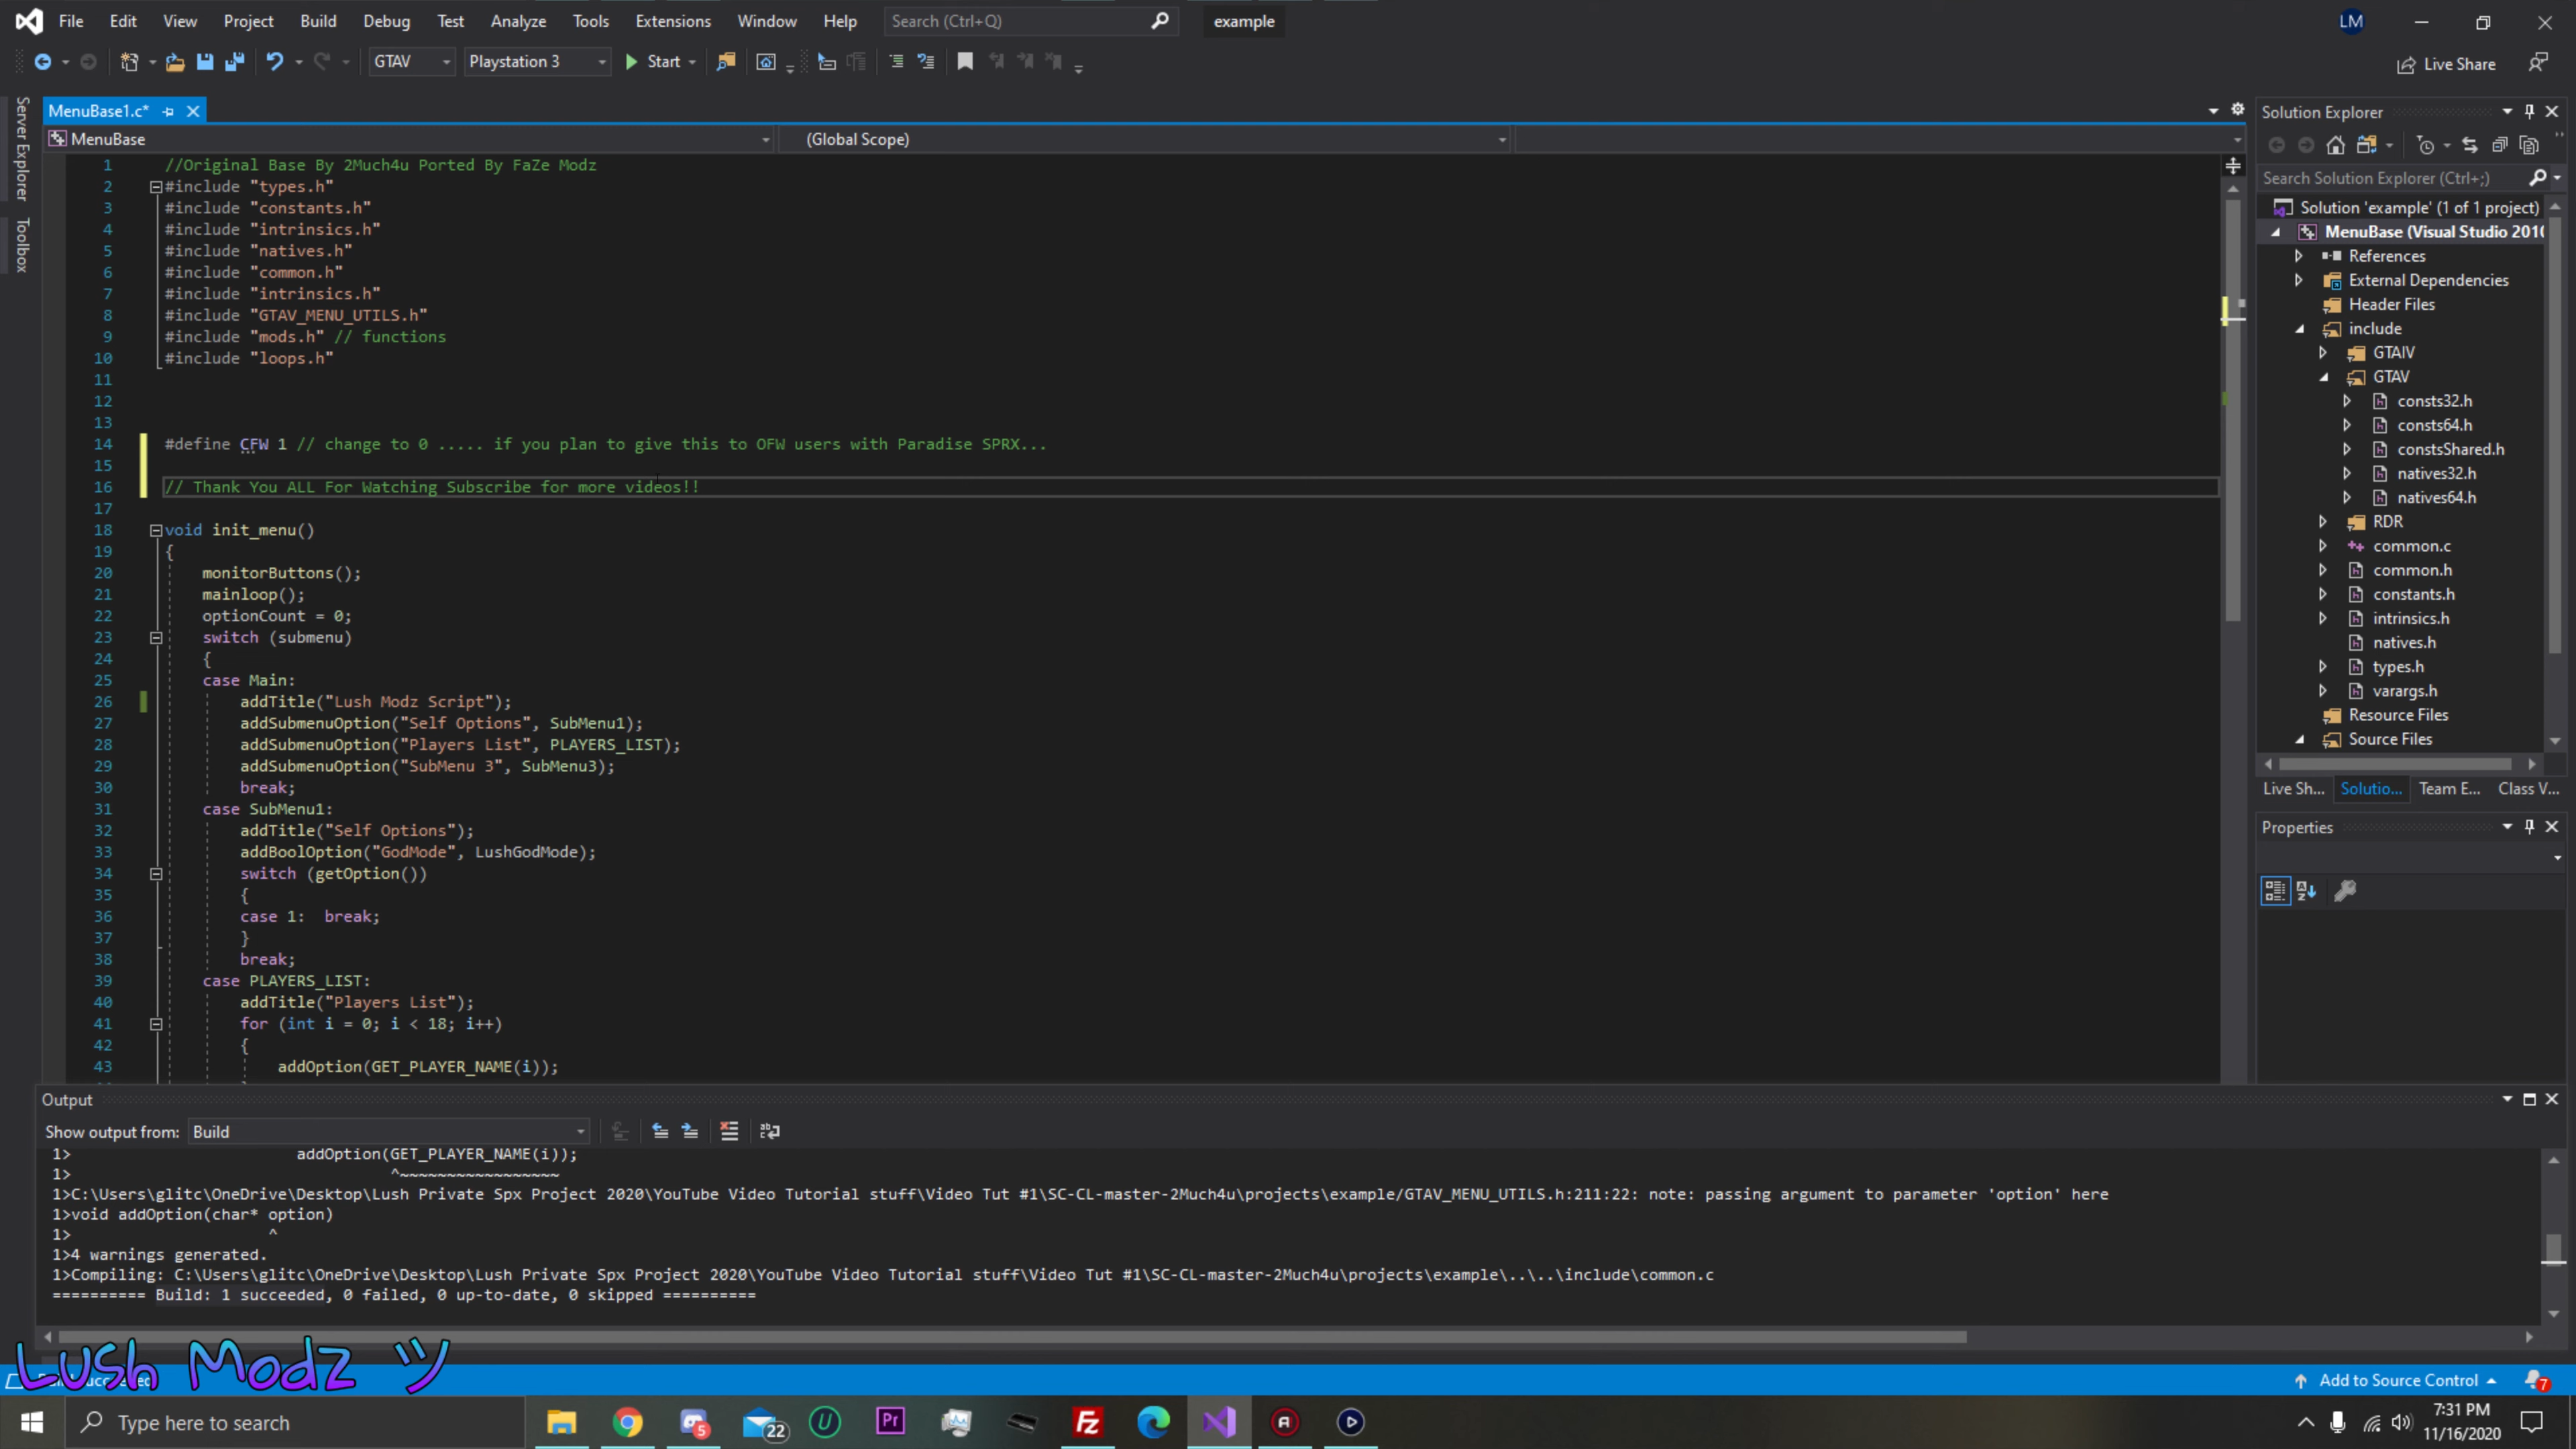 File Edit View Project Build Debug Test Analyze Tools Extensions Window Help Search (Ctrl+Q) example LM
GTAV Playstation 3 Start Live Share
Server Explorer
Toolbox
MenuBase1.c*
MenuBase (Global Scope)
1 //Original Base By 2Much4u Ported By FaZe Modz
2 #include "types.h"
3 #include "constants.h"
4 #include "intrinsics.h"
5 #include "natives.h"
6 #include "common.h"
7 #include "intrinsics.h"
8 #include "GTAV_MENU_UTILS.h"
9 #include "mods.h" // functions
10 #include "loops.h"
11
12
13
14 #define CFW 1 // change to 0 ..... if you plan to give this to OFW users with Paradise SPRX...
15
16 // Thank You ALL For Watching Subscribe for more videos!!
17
18 void init_menu()
19 {
20 monitorButtons();
21 mainloop();
22 optionCount = 0;
23 switch (submenu)
24 {
25 case Main:
26 addTitle("Lush Modz Script");
27 addSubmenuOption("Self Options", SubMenu1);
28 addSubmenuOption("Players List", PLAYERS_LIST);
29 addSubmenuOption("SubMenu 3", SubMenu3);
30 break;
31 case SubMenu1:
32 addTitle("Self Options");
33 addBoolOption("GodMode", LushGodMode);
34 switch (getOption())
35 {
36 case 1: break;
37 }
38 break;
39 case PLAYERS_LIST:
40 addTitle("Players List");
41 for (int i = 0; i < 18; i++)
42 {
43 addOption(GET_PLAYER_NAME(i));
Solution Explorer
Search Solution Explorer (Ctrl+;)
Solution 'example' (1 of 1 project)
MenuBase (Visual Studio 2010
References
External Dependencies
Header Files
include
GTAIV
GTAV
consts32.h
consts64.h
constsShared.h
natives32.h
natives64.h
RDR
common.c
common.h
constants.h
intrinsics.h
natives.h
types.h
varargs.h
Resource Files
Source Files
Live Sh... Solutio... Team E... Class V...
Properties
Output
Show output from: Build
1> addOption(GET_PLAYER_NAME(i));
1> ^~~~~~~~~~~~~~~~~~
1>C:\Users\glitc\OneDrive\Desktop\Lush Private Spx Project 2020\YouTube Video Tutorial stuff\Video Tut #1\SC-CL-master-2Much4u\projects\example/GTAV_MENU_UTILS.h:211:22: note: passing argument to parameter 'option' here
1>void addOption(char* option)
1> ^
1>4 warnings generated.
1>Compiling: C:\Users\glitc\OneDrive\Desktop\Lush Private Spx Project 2020\YouTube Video Tutorial stuff\Video Tut #1\SC-CL-master-2Much4u\projects\example\..\..\include\common.c
========== Build: 1 succeeded, 0 failed, 0 up-to-date, 0 skipped ==========
Lush Modz ツ
Add to Source Control 7
Type here to search 5 22 Pr Fz
7:31 PM
11/16/2020